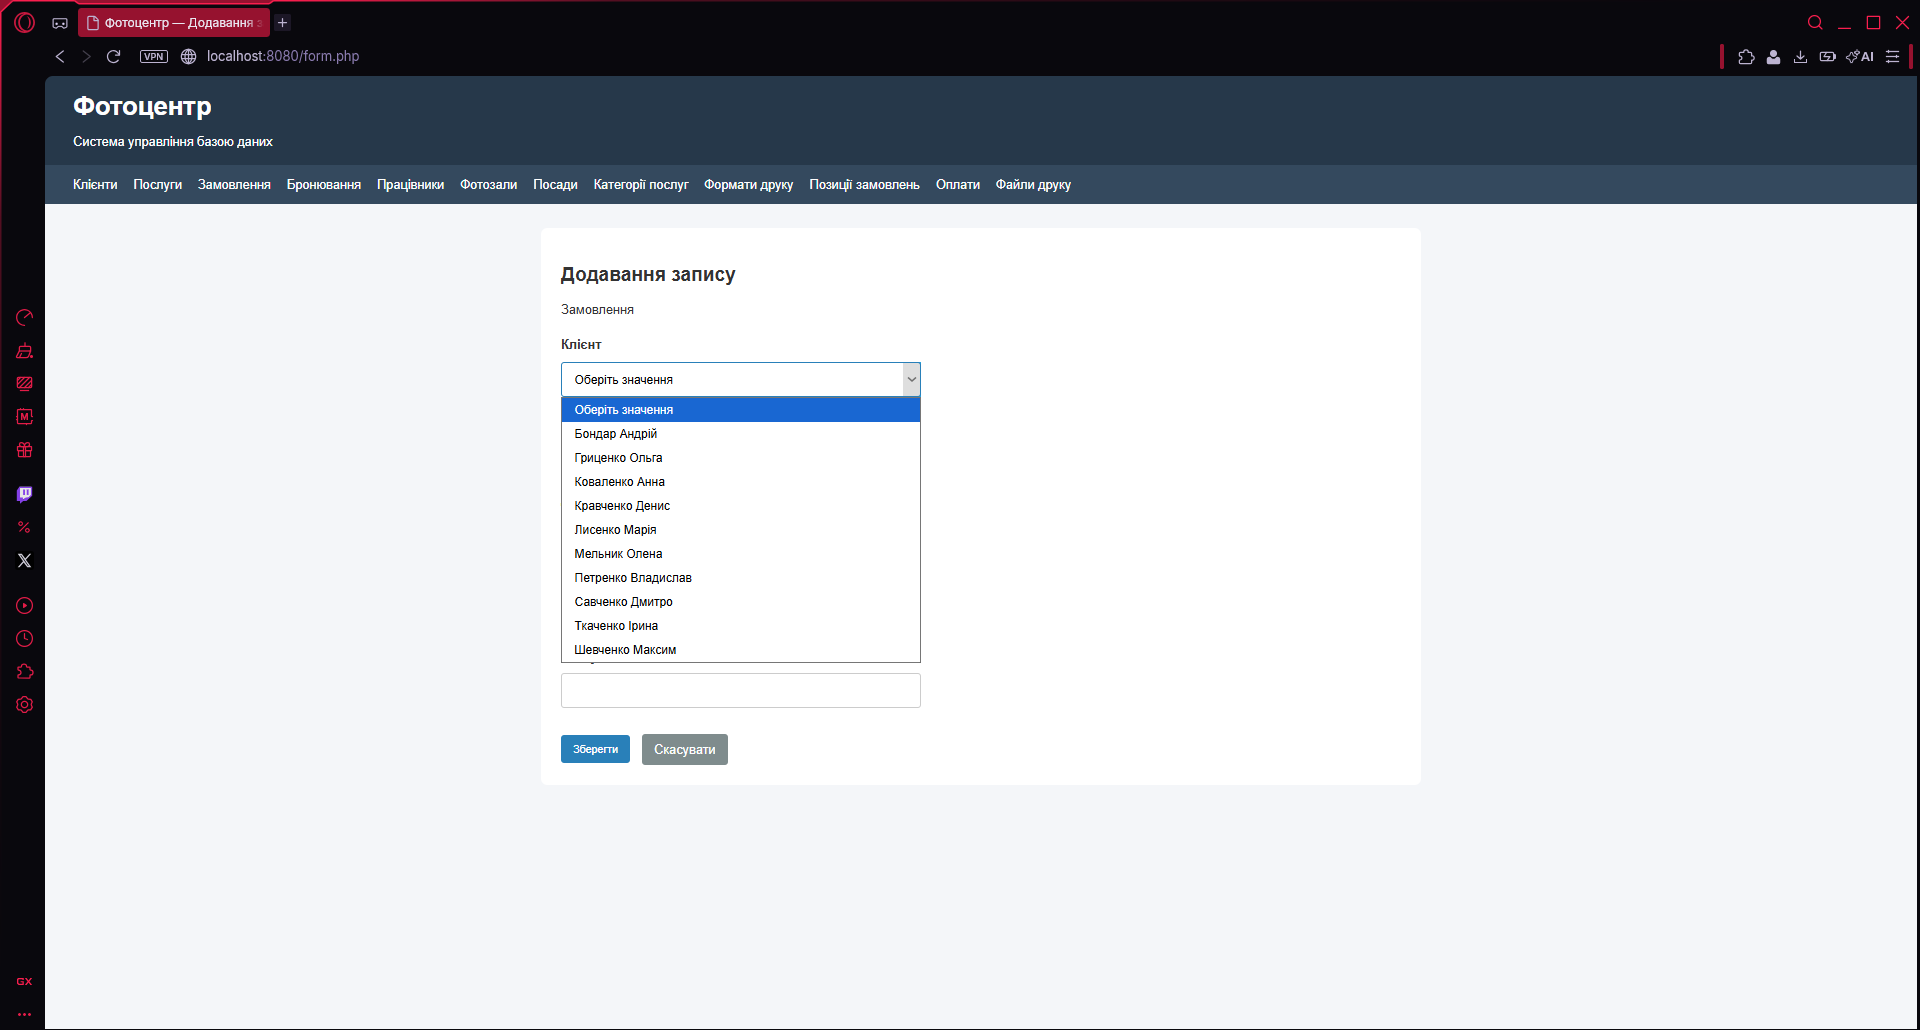 Фотоцентр — Додавання з
VPN
localhost:8080/form.php
AI
Фотоцентр
Система управління базою даних
Клієнти Послуги Замовлення Бронювання Працівники Фотозали Посади Категорії послуг Формати друку Позиції замовлень Оплати Файли друку
Додавання запису
Замовлення
Клієнт
Оберіть значення
Оберіть значення
Бондар Андрій
Гриценко Ольга
Коваленко Анна
Кравченко Денис
Лисенко Марія
Мельник Олена
Петренко Владислав
Савченко Дмитро
Ткаченко Ірина
Шевченко Максим
Зберегти Скасувати
M
GX